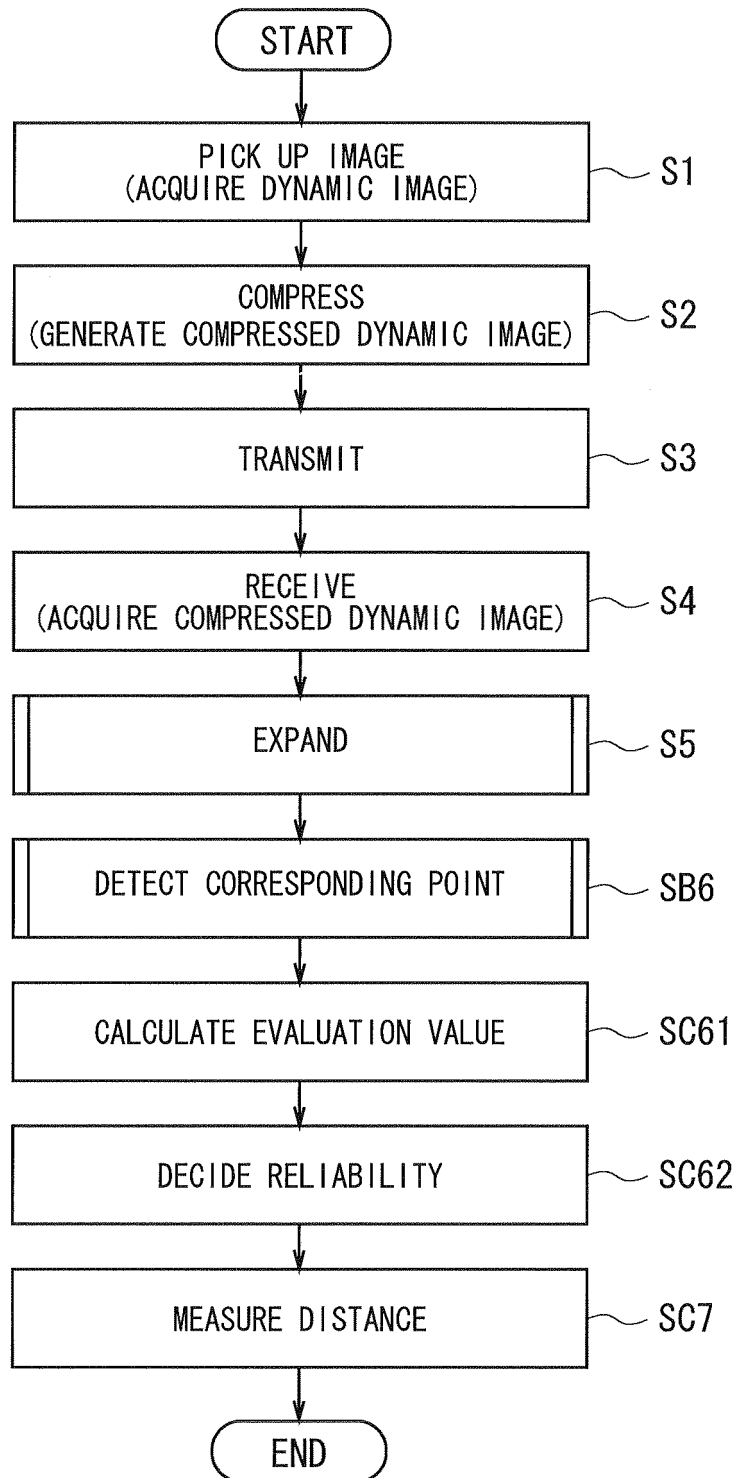 START
PICK UP IMAGE
(ACQUIRE DYNAMIC IMAGE)
S1
COMPRESS
(GENERATE COMPRESSED DYNAMIC IMAGE)
S2
TRANSMIT
S3
RECEIVE
(ACQUIRE COMPRESSED DYNAMIC IMAGE)
S4
EXPAND
S5
DETECT CORRESPONDING POINT
SB6
CALCULATE EVALUATION VALUE
SC61
DECIDE RELIABILITY
SC62
MEASURE DISTANCE
SC7
END